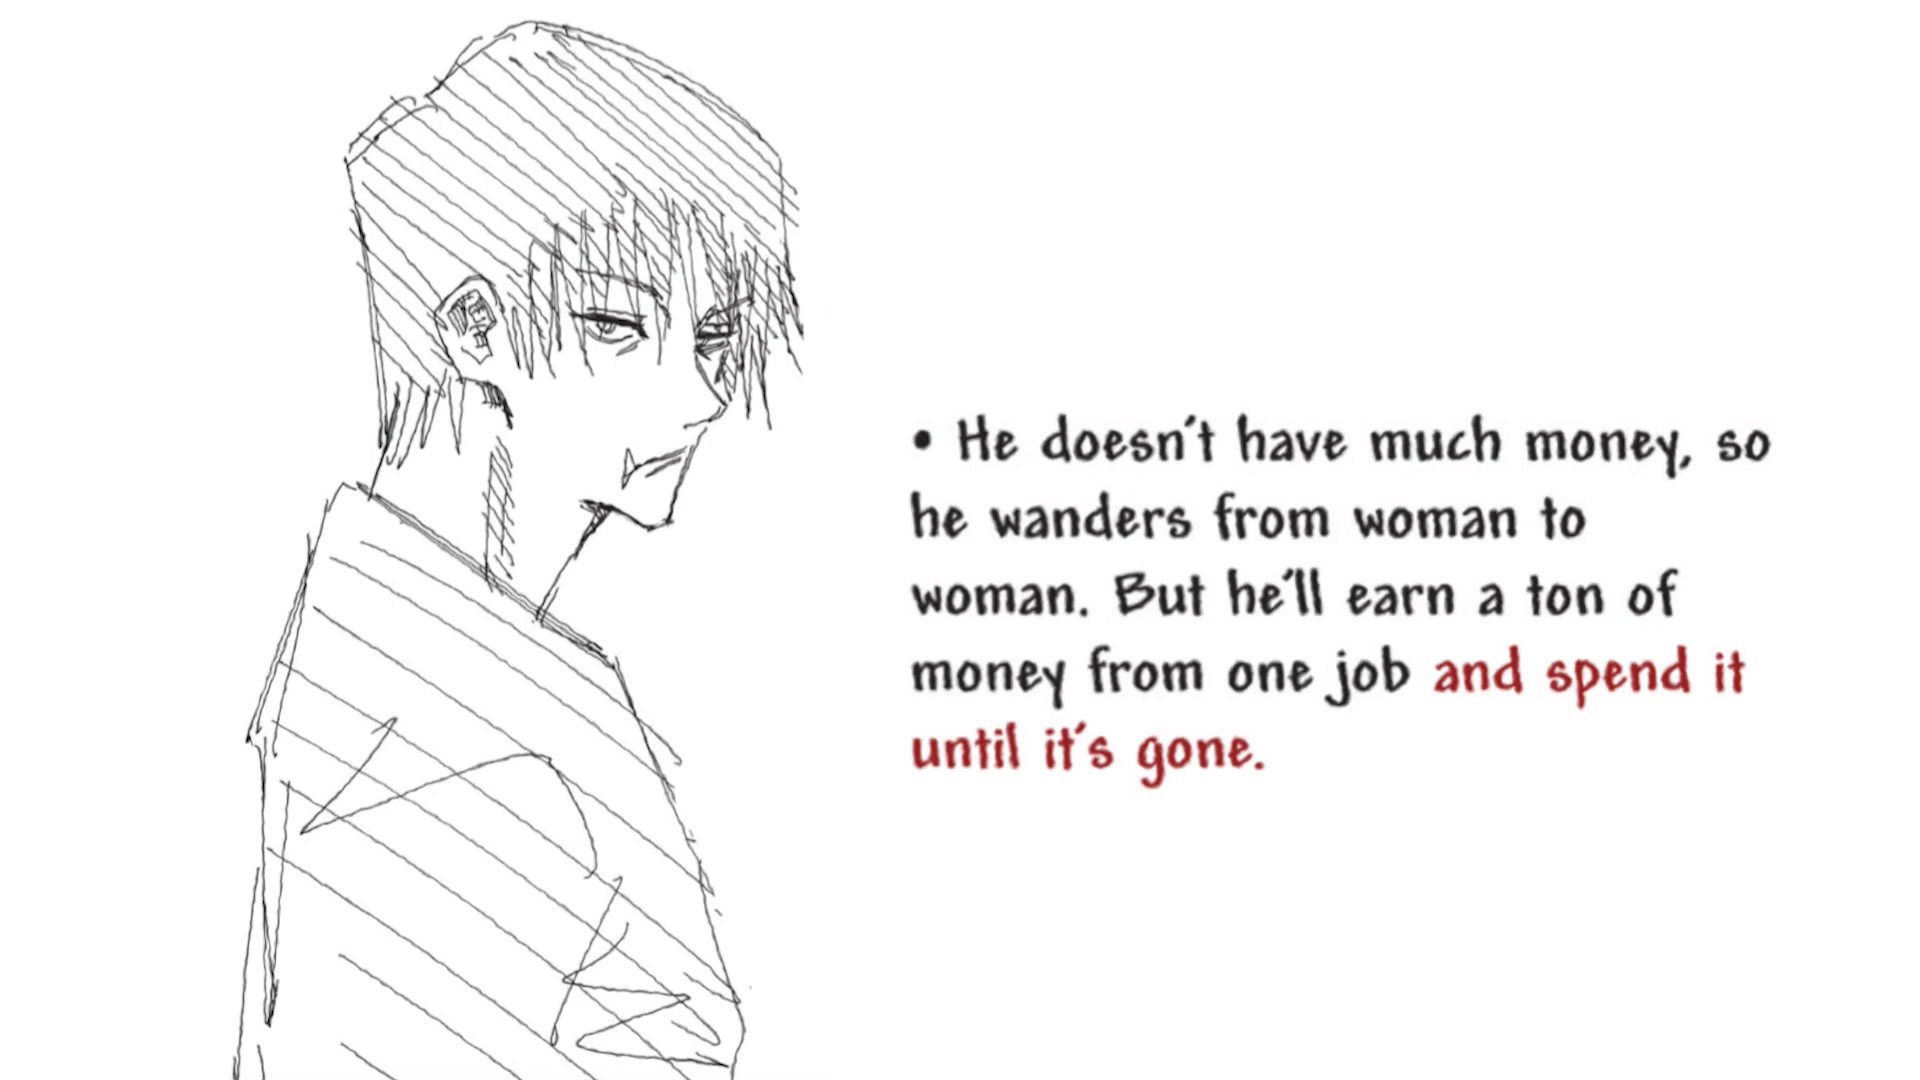 • He doesn't have much money, so
he wanders from woman to
woman. But he'll earn a ton of
money from one job and spend it
until it's gone.